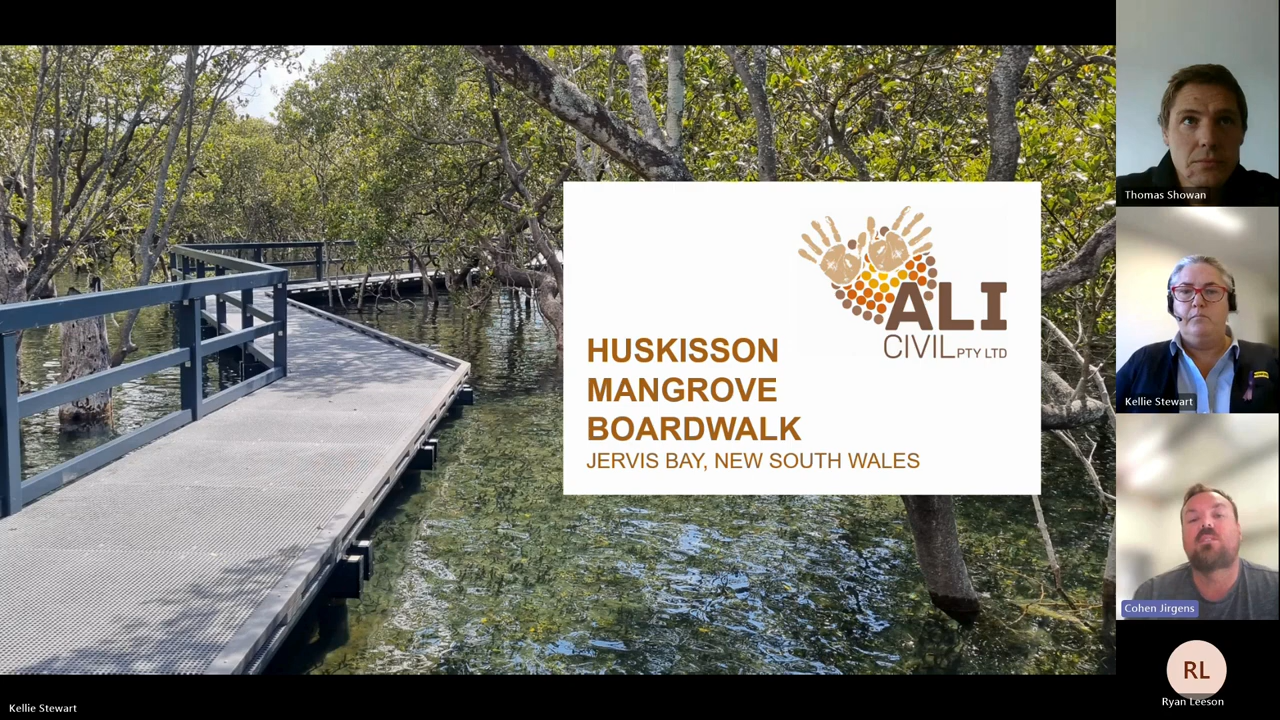 ALI
CIVIL PTY LTD
HUSKISSON
MANGROVE
BOARDWALK
JERVIS BAY, NEW SOUTH WALES
Thomas Showan
Kellie Stewart
Cohen Jirgens
RL
Ryan Leeson
Kellie Stewart